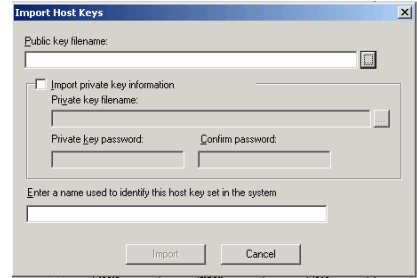 Import Host Keys
Public key filename:
Import private key information
Private key filename:
...
Private key password: Confirm password:
Enter a name used to identify this host key set in the system
Import Cancel